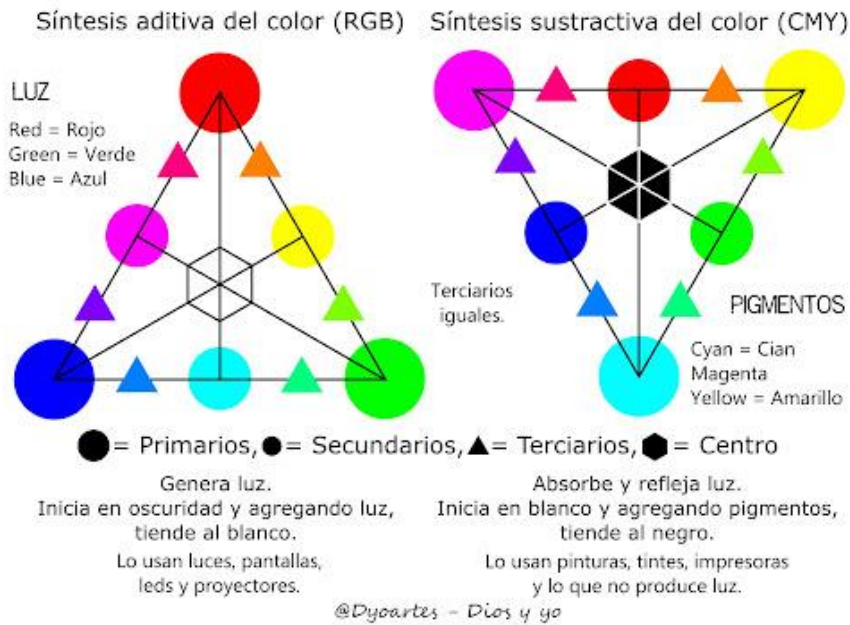 Síntesis aditiva del color (RGB)
LUZ
Red = Rojo
Green = Verde
Blue = Azul
Síntesis sustractiva del color (CMY)
Terciarios
iguales.
PIGMENTOS
Cyan = Cian
Magenta
Yellow = Amarillo
= Primarios, = Secundarios, = Terciarios, = Centro
Genera luz.
Inicia en oscuridad y agregando luz,
tiende al blanco.
Lo usan luces, pantallas,
leds y proyectores.
Absorbe y refleja luz.
Inicia en blanco y agregando pigmentos,
tiende al negro.
Lo usan pinturas, tintes, impresoras
y lo que no produce luz.
@Dyoartes - Dios y yo